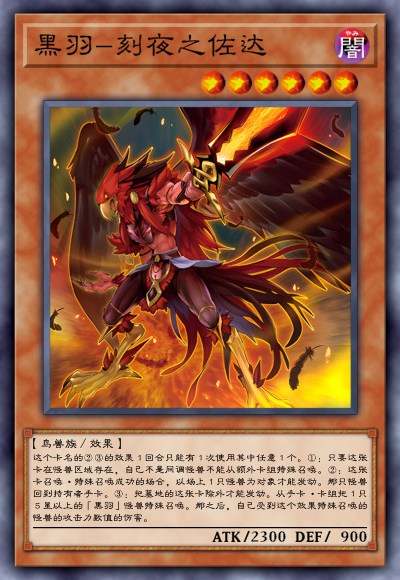 黑羽-刻夜之佐达
闇
やみ
【鸟兽族/效果】
这个卡名的②③的效果1回合只能有1次使用其中任意1个。①：只要这张
卡在怪兽区域存在，自己不是同调怪兽不能从额外卡组特殊召唤。②：这张
卡召唤・特殊召唤成功的场合，以场上1只怪兽为对象才能发动。那只怪兽
回到持有者手卡。③：把墓地的这张卡除外才能发动。从手卡・卡组把1只
5星以上的「黑羽」怪兽特殊召唤。那之后，自己受到这个效果特殊召唤的
怪兽的攻击力数值的伤害。
ATK/2300 DEF/ 900